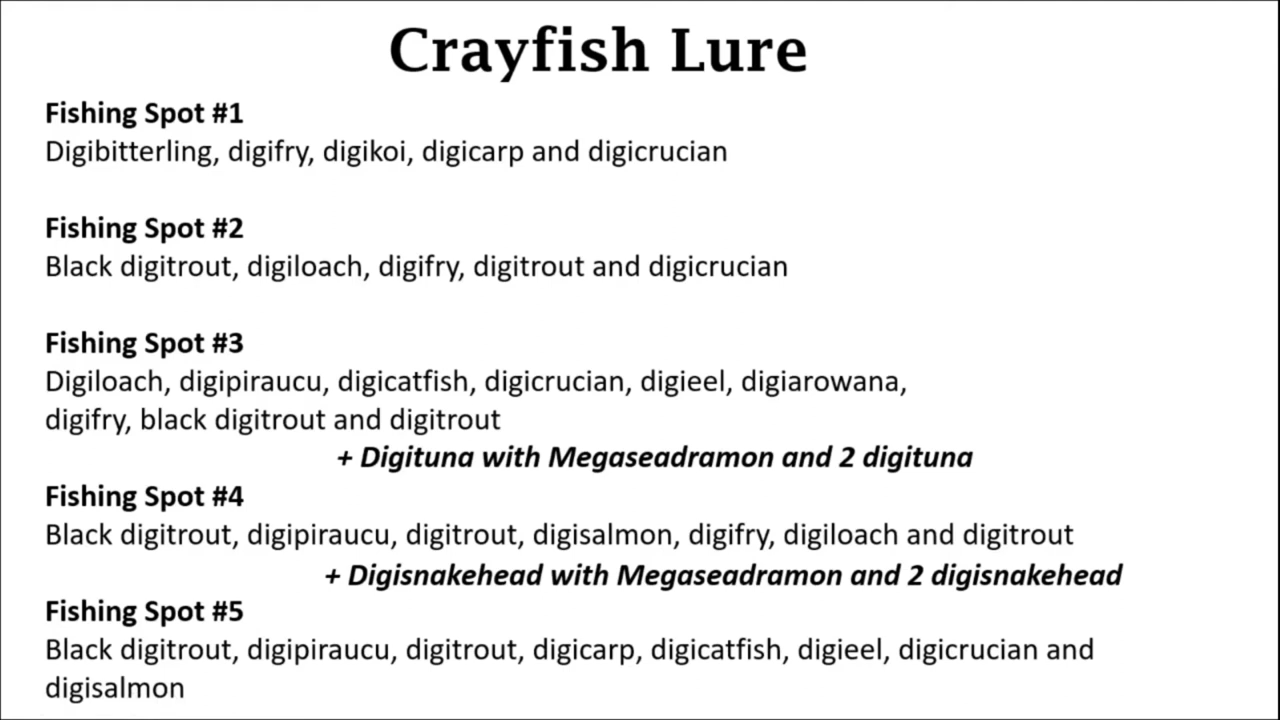 Crayfish Lure
Fishing Spot #1
Digibitterling, digifry, digikoi, digicarp and digicrucian
Fishing Spot #2
Black digitrout, digiloach, digifry, digitrout and digicrucian
Fishing Spot #3
Digiloach, digipiraucu, digicatfish, digicrucian, digieel, digiarowana,
digifry, black digitrout and digitrout
+ Digituna with Megaseadramon and 2 digituna
Fishing Spot #4
Black digitrout, digipiraucu, digitrout, digisalmon, digifry, digiloach and digitrout
+ Digisnakehead with Megaseadramon and 2 digisnakehead
Fishing Spot #5
Black digitrout, digipiraucu, digitrout, digicarp, digicatfish, digieel, digicrucian and
digisalmon